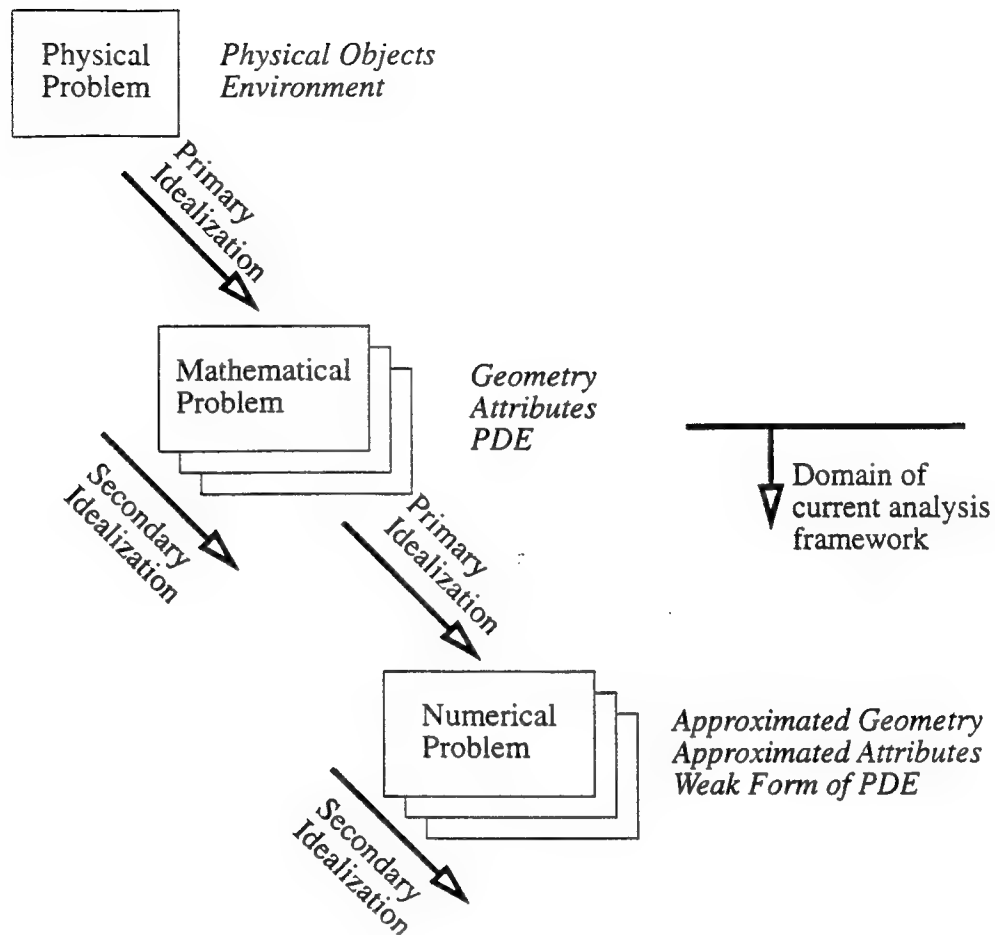 Physical
Problem
Physical Objects
Environment
Primary
Idealization
Mathematical
Problem
Geometry
Attributes
PDE
Domain of
current analysis
framework
Secondary
Idealization
Primary
Idealization
Numerical
Problem
Approximated Geometry
Approximated Attributes
Weak Form of PDE
Secondary
Idealization